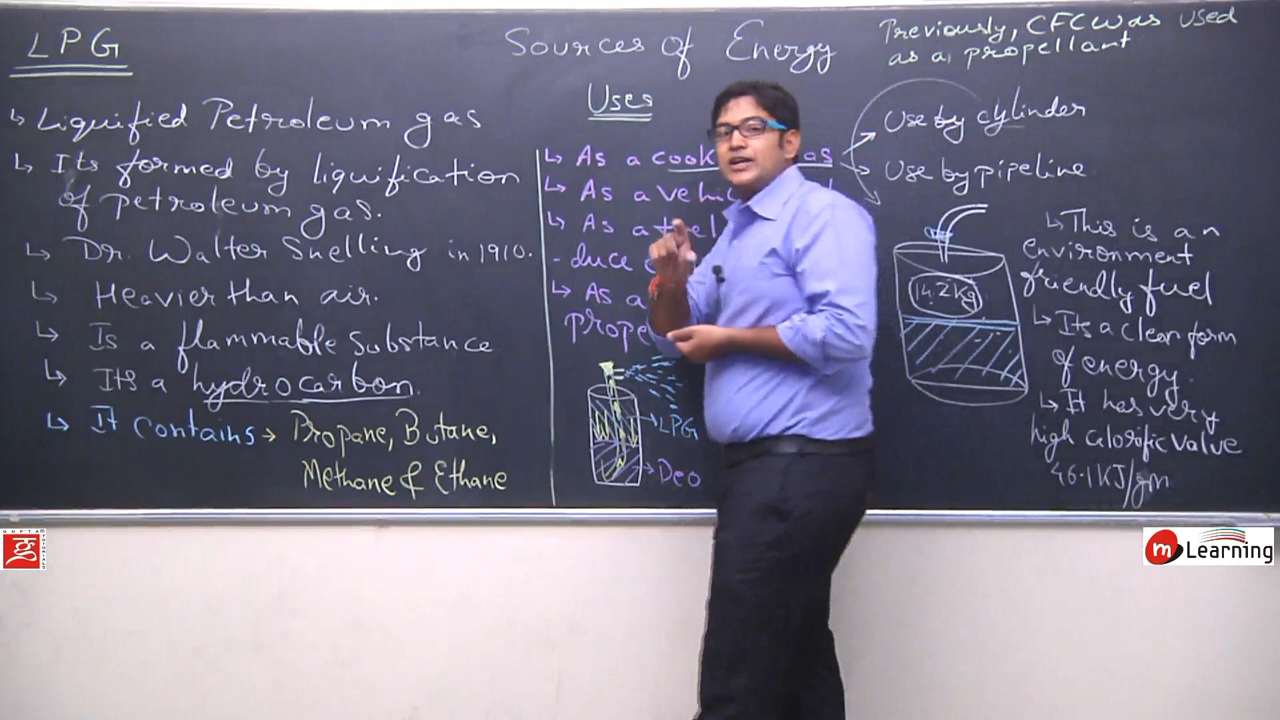 LPG
Sources of Energy
Previously, CFC was used
as a propellant
↳ Liquified Petroleum gas
↳ Its formed by liquification
of petroleum gas.
↳ Dr. Walter Snelling in 1910.
↳ Heavier than air.
↳ Is a flammable substance
↳ Its a hydrocarbon.
↳ It contains → Propane, Butane,
Methane & Ethane
Uses
↳ As a cook as
↳ As a
↳ As a
- duce
↳ As a
LPG
Deo
Use by cylinder
Use by pipeline
14.2 kg
↳ This is an
environment
friendly fuel
↳ Its a clean form
of energy.
↳ It has very
high calorific value
46.1 KJ/gm
GUPTA TUTORIALS
m Learning